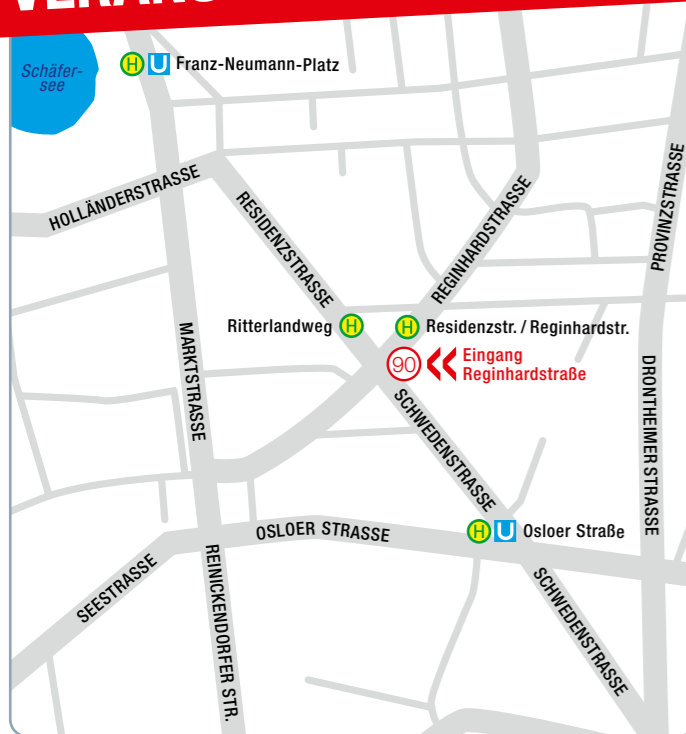 Schäfer-
see
H U Franz-Neumann-Platz
HOLLÄNDERSTRASSE
RESIDENZSTRASSE
REGINHARDSTRASSE
PROVINZSTRASSE
Ritterlandweg H
H Residenzstr. / Reginhardstr.
90 Eingang
Reginhardstraße
MARKTSTRASSE
SCHWEDENSTRASSE
DRONTHEIMER STRASSE
OSLOER STRASSE
H U Osloer Straße
SEESTRASSE
REINICKENDORFER STR.
SCHWEDENSTRASSE